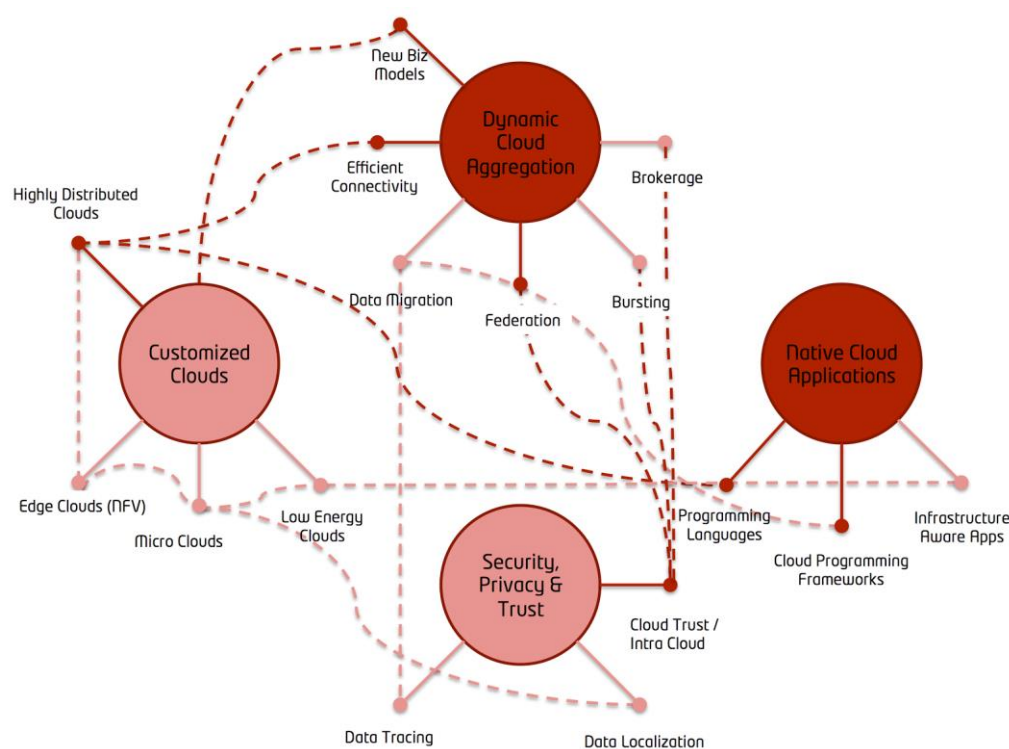 New Biz
Models
Dynamic
Cloud
Aggregation
Efficient
Connectivity
Brokerage
Highly Distributed
Clouds
Data Migration
Federation
Bursting
Customized
Clouds
Native Cloud
Applications
Edge Clouds (NFV)
Micro Clouds
Low Energy
Clouds
Programming
Languages
Infrastructure
Aware Apps
Cloud Programming
Frameworks
Security,
Privacy &
Trust
Cloud Trust /
Intra Cloud
Data Tracing
Data Localization